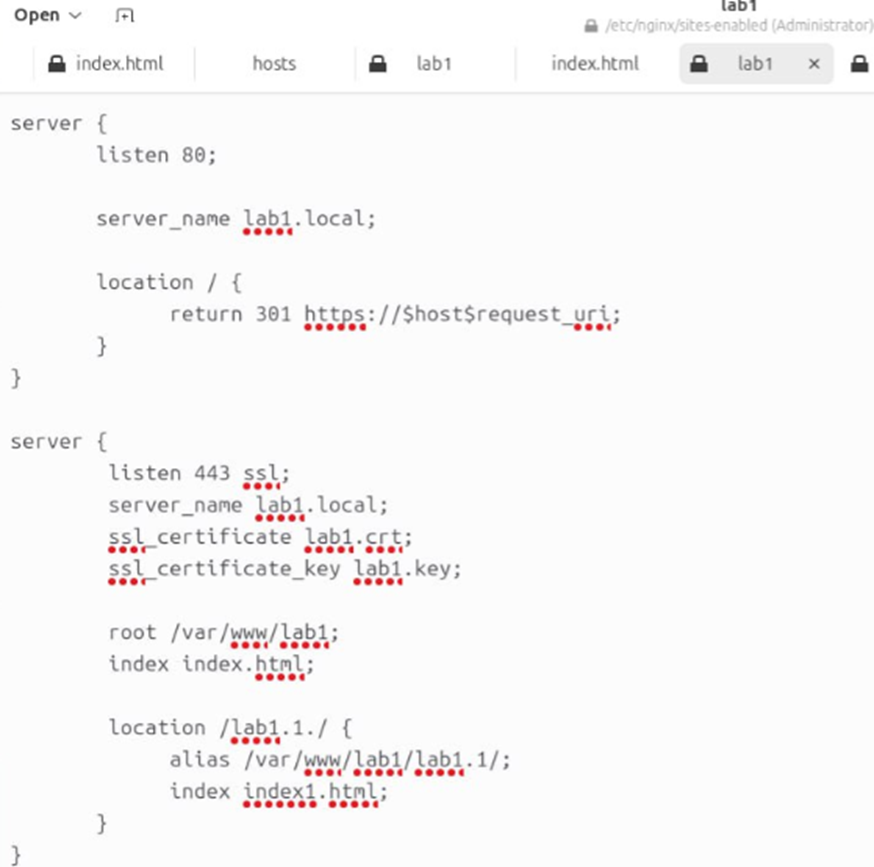 Open
lab1
/etc/nginx/sites-enabled (Administrator)
index.html hosts lab1 index.html lab1 ×
server {
listen 80;
server_name lab1.local;
location / {
return 301 https://$host$request_uri;
}
}
server {
listen 443 ssl;
server_name lab1.local;
ssl_certificate lab1.crt;
ssl_certificate_key lab1.key;
root /var/www/lab1;
index index.html;
location /lab1.1./ {
alias /var/www/lab1/lab1.1/;
index index1.html;
}
}